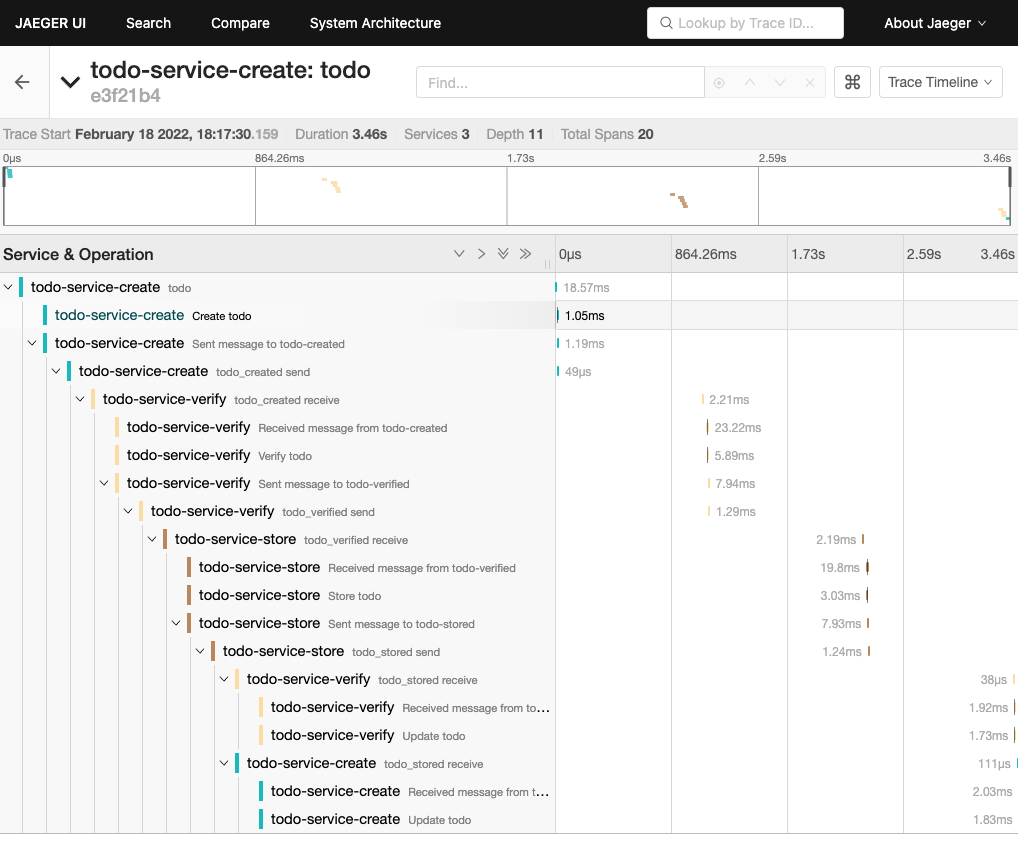 JAEGER UI Search Compare System Architecture Lookup by Trace ID... About Jaeger
todo-service-create: todo
e3f21b4
Find...
Trace Timeline
Trace Start February 18 2022, 18:17:30.159 Duration 3.46s Services 3 Depth 11 Total Spans 20
0μs 864.26ms 1.73s 2.59s 3.46s
Service & Operation 0μs 864.26ms 1.73s 2.59s 3.46s
todo-service-create todo 18.57ms
todo-service-create Create todo 1.05ms
todo-service-create Sent message to todo-created 1.19ms
todo-service-create todo_created send 49μs
todo-service-verify todo_created receive 2.21ms
todo-service-verify Received message from todo-created 23.22ms
todo-service-verify Verify todo 5.89ms
todo-service-verify Sent message to todo-verified 7.94ms
todo-service-verify todo_verified send 1.29ms
todo-service-store todo_verified receive 2.19ms
todo-service-store Received message from todo-verified 19.8ms
todo-service-store Store todo 3.03ms
todo-service-store Sent message to todo-stored 7.93ms
todo-service-store todo_stored send 1.24ms
todo-service-verify todo_stored receive 38μs
todo-service-verify Received message from to... 1.92ms
todo-service-verify Update todo 1.73ms
todo-service-create todo_stored receive 111μs
todo-service-create Received message from t... 2.03ms
todo-service-create Update todo 1.83ms